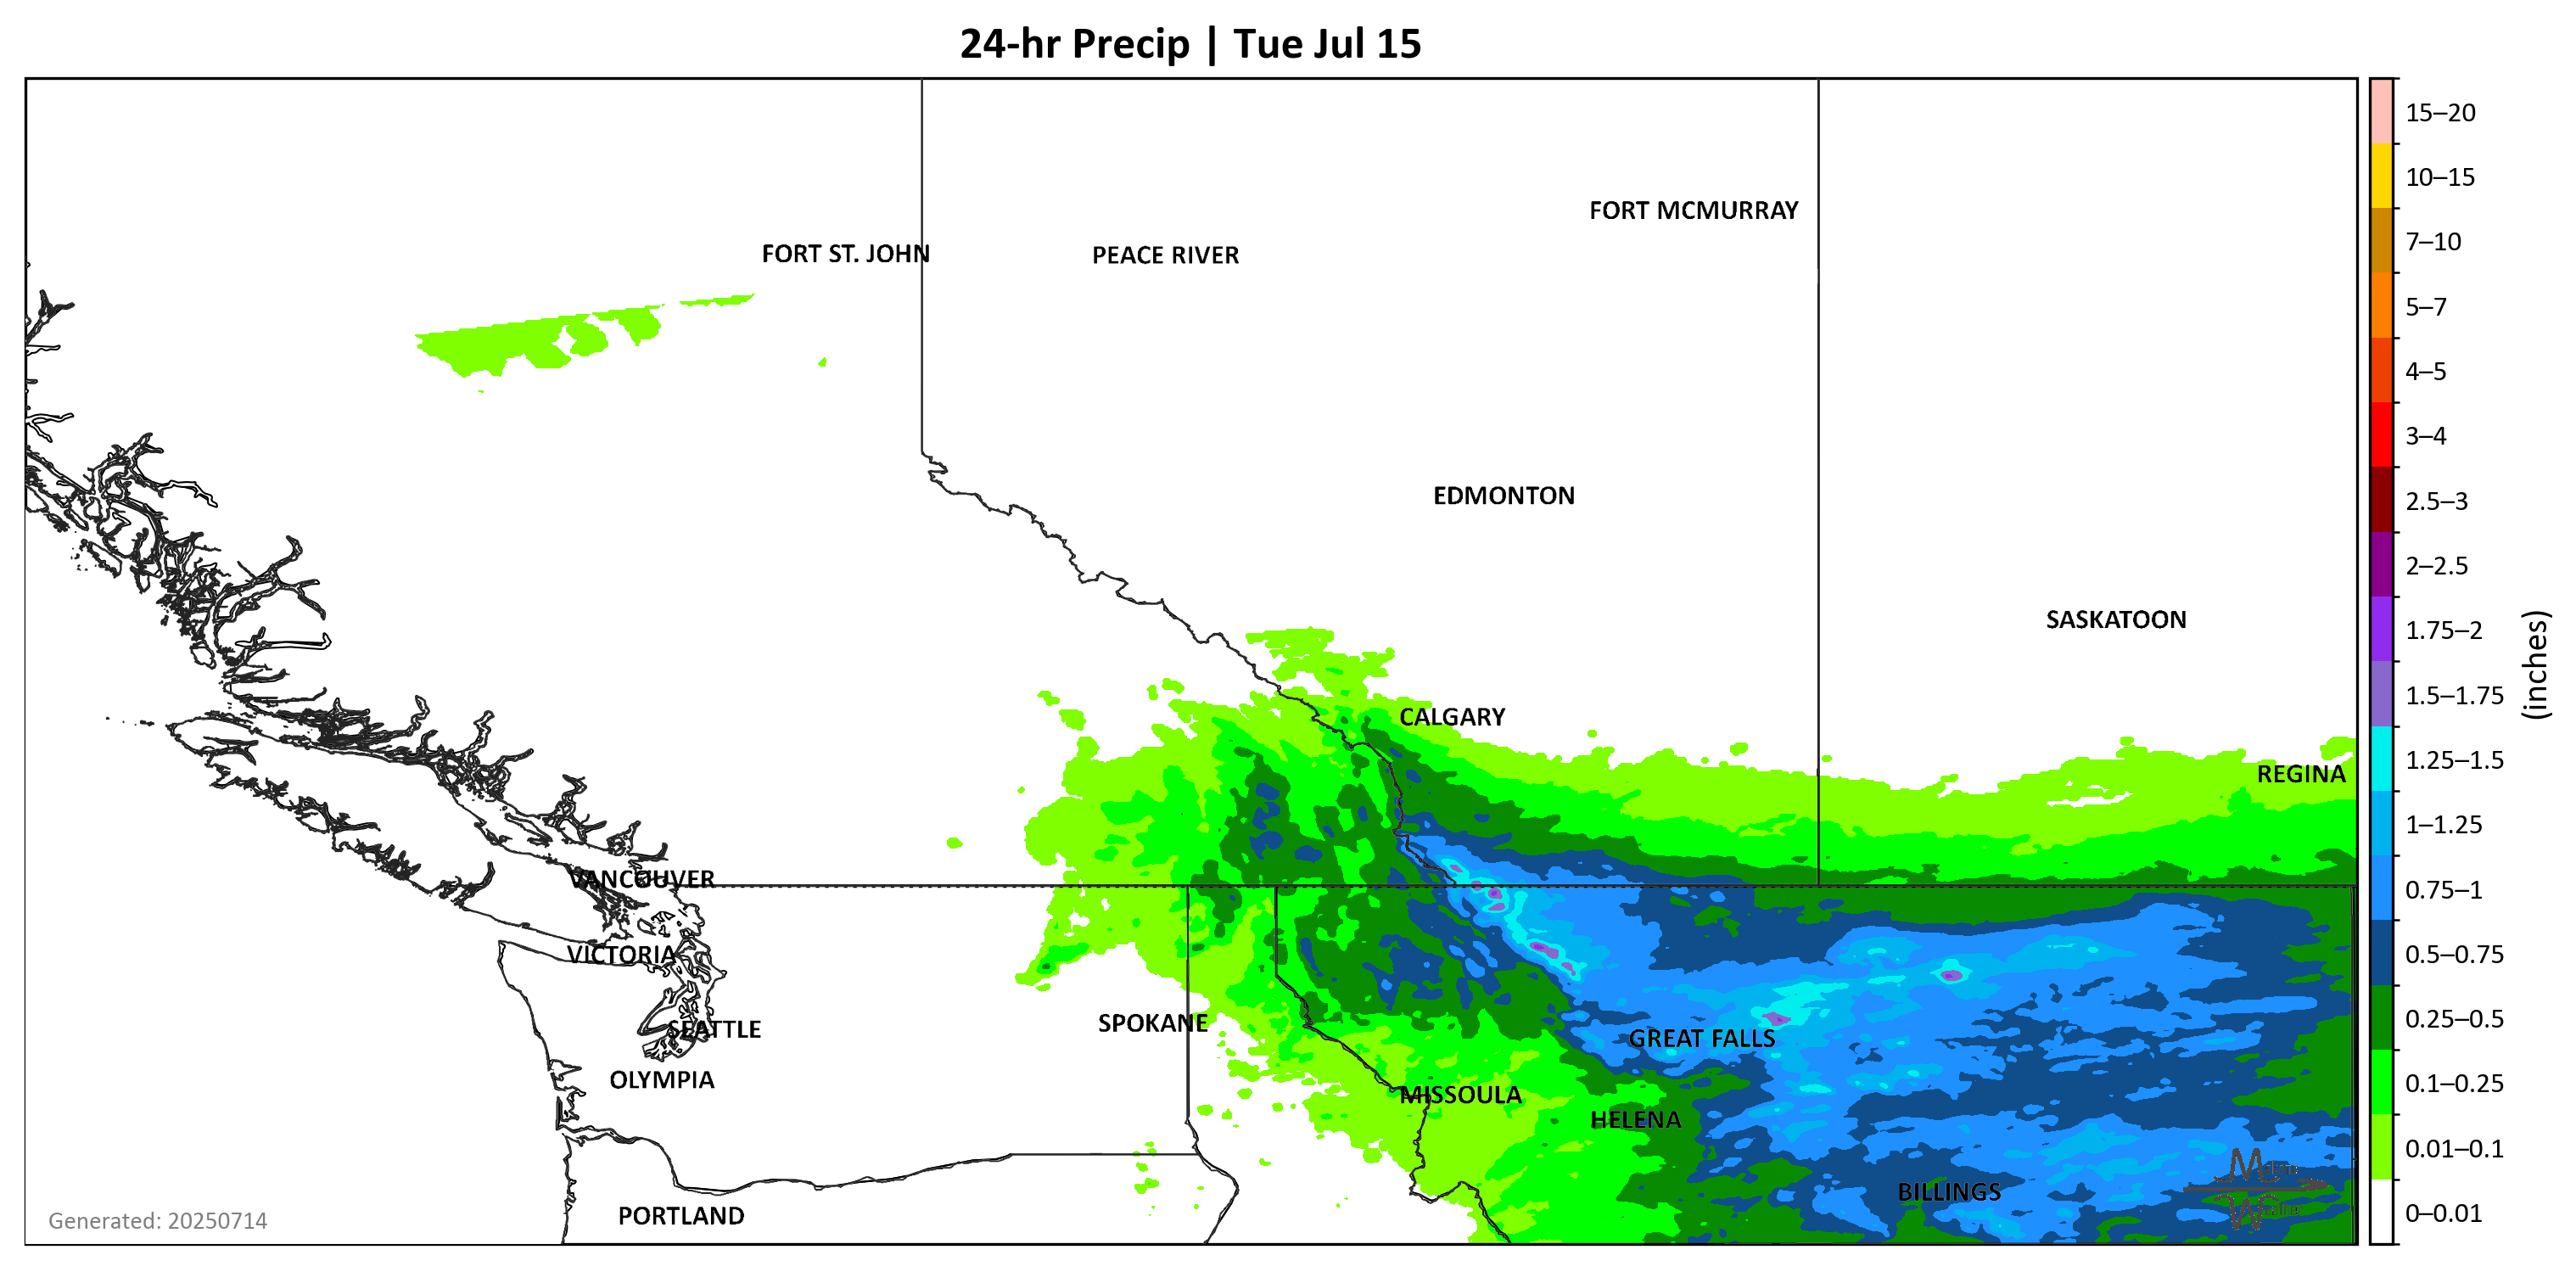 24-hr Precip | Tue Jul 15
FORT MCMURRAY
FORT ST. JOHN
PEACE RIVER
EDMONTON
SASKATOON
CALGARY
REGINA
VANCOUVER
VICTORIA
SEATTLE
SPOKANE
GREAT FALLS
OLYMPIA
MISSOULA
HELENA
BILLINGS
PORTLAND
Generated: 20250714
15–20
10–15
7–10
5–7
4–5
3–4
2.5–3
2–2.5
1.75–2
1.5–1.75
1.25–1.5
1–1.25
0.75–1
0.5–0.75
0.25–0.5
0.1–0.25
0.01–0.1
0–0.01
(inches)